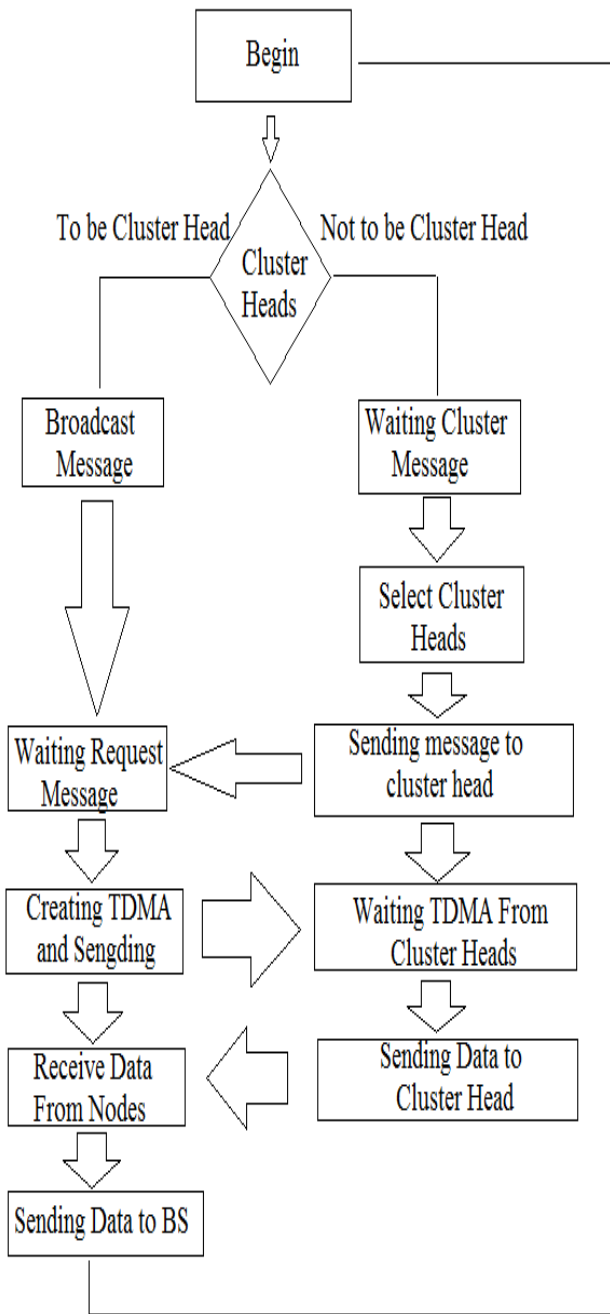 Begin
To be Cluster Head
Not to be Cluster Head
Cluster
Heads
Broadcast
Message
Waiting Cluster
Message
Select Cluster
Heads
Waiting Request
Message
Sending message to
cluster head
Creating TDMA
and Sengding
Waiting TDMA From
Cluster Heads
Receive Data
From Nodes
Sending Data to
Cluster Head
Sending Data to BS